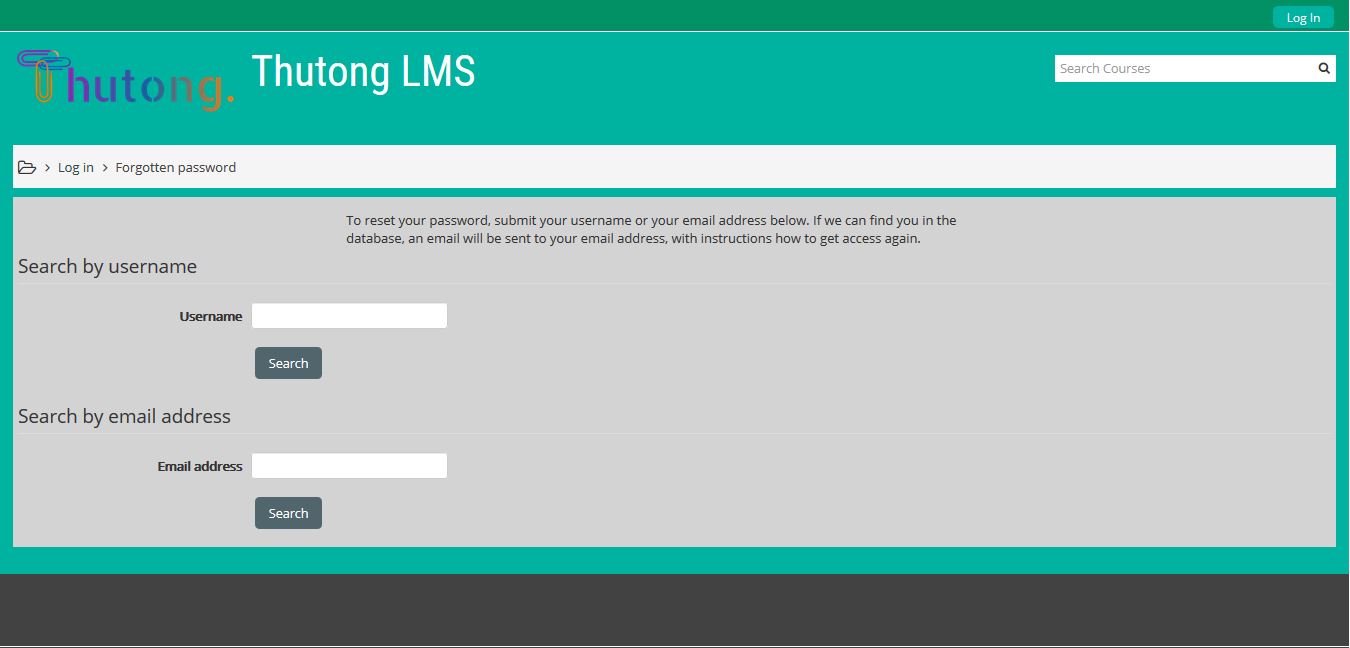 Log In
Thutong.
Thutong LMS
Search Courses
Log in
Forgotten password
To reset your password, submit your username or your email address below. If we can find you in the
database, an email will be sent to your email address, with instructions how to get access again.
Search by username
Username
Search
Search by email address
Email address
Search